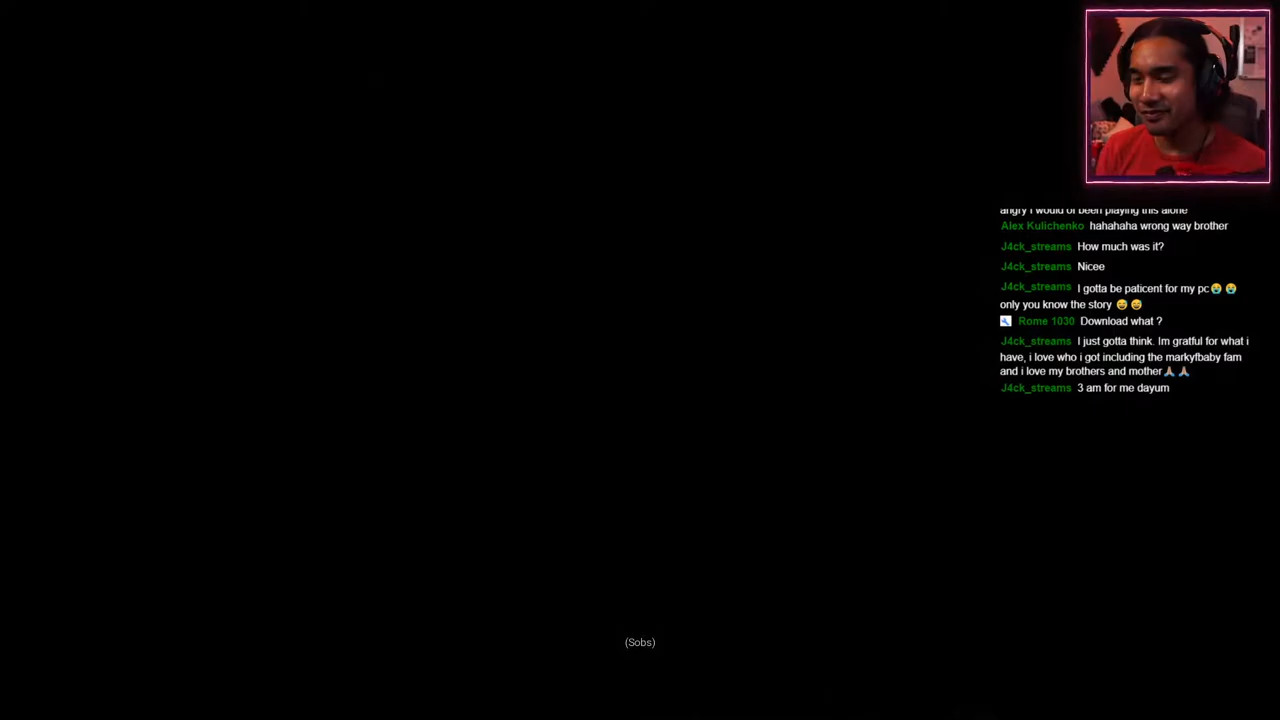 angry i would of been playing this alone
Alex Kulichenko hahahaha wrong way brother
J4ck_streams How much was it?
J4ck_streams Nicee
J4ck_streams I gotta be paticent for my pc😭😭
only you know the story 😅😅
Rome 1030 Download what ?
J4ck_streams I just gotta think. Im gratful for what i
have, i love who i got including the markyfbaby fam
and i love my brothers and mother🙏🏽🙏🏽
J4ck_streams 3 am for me dayum
(Sobs)